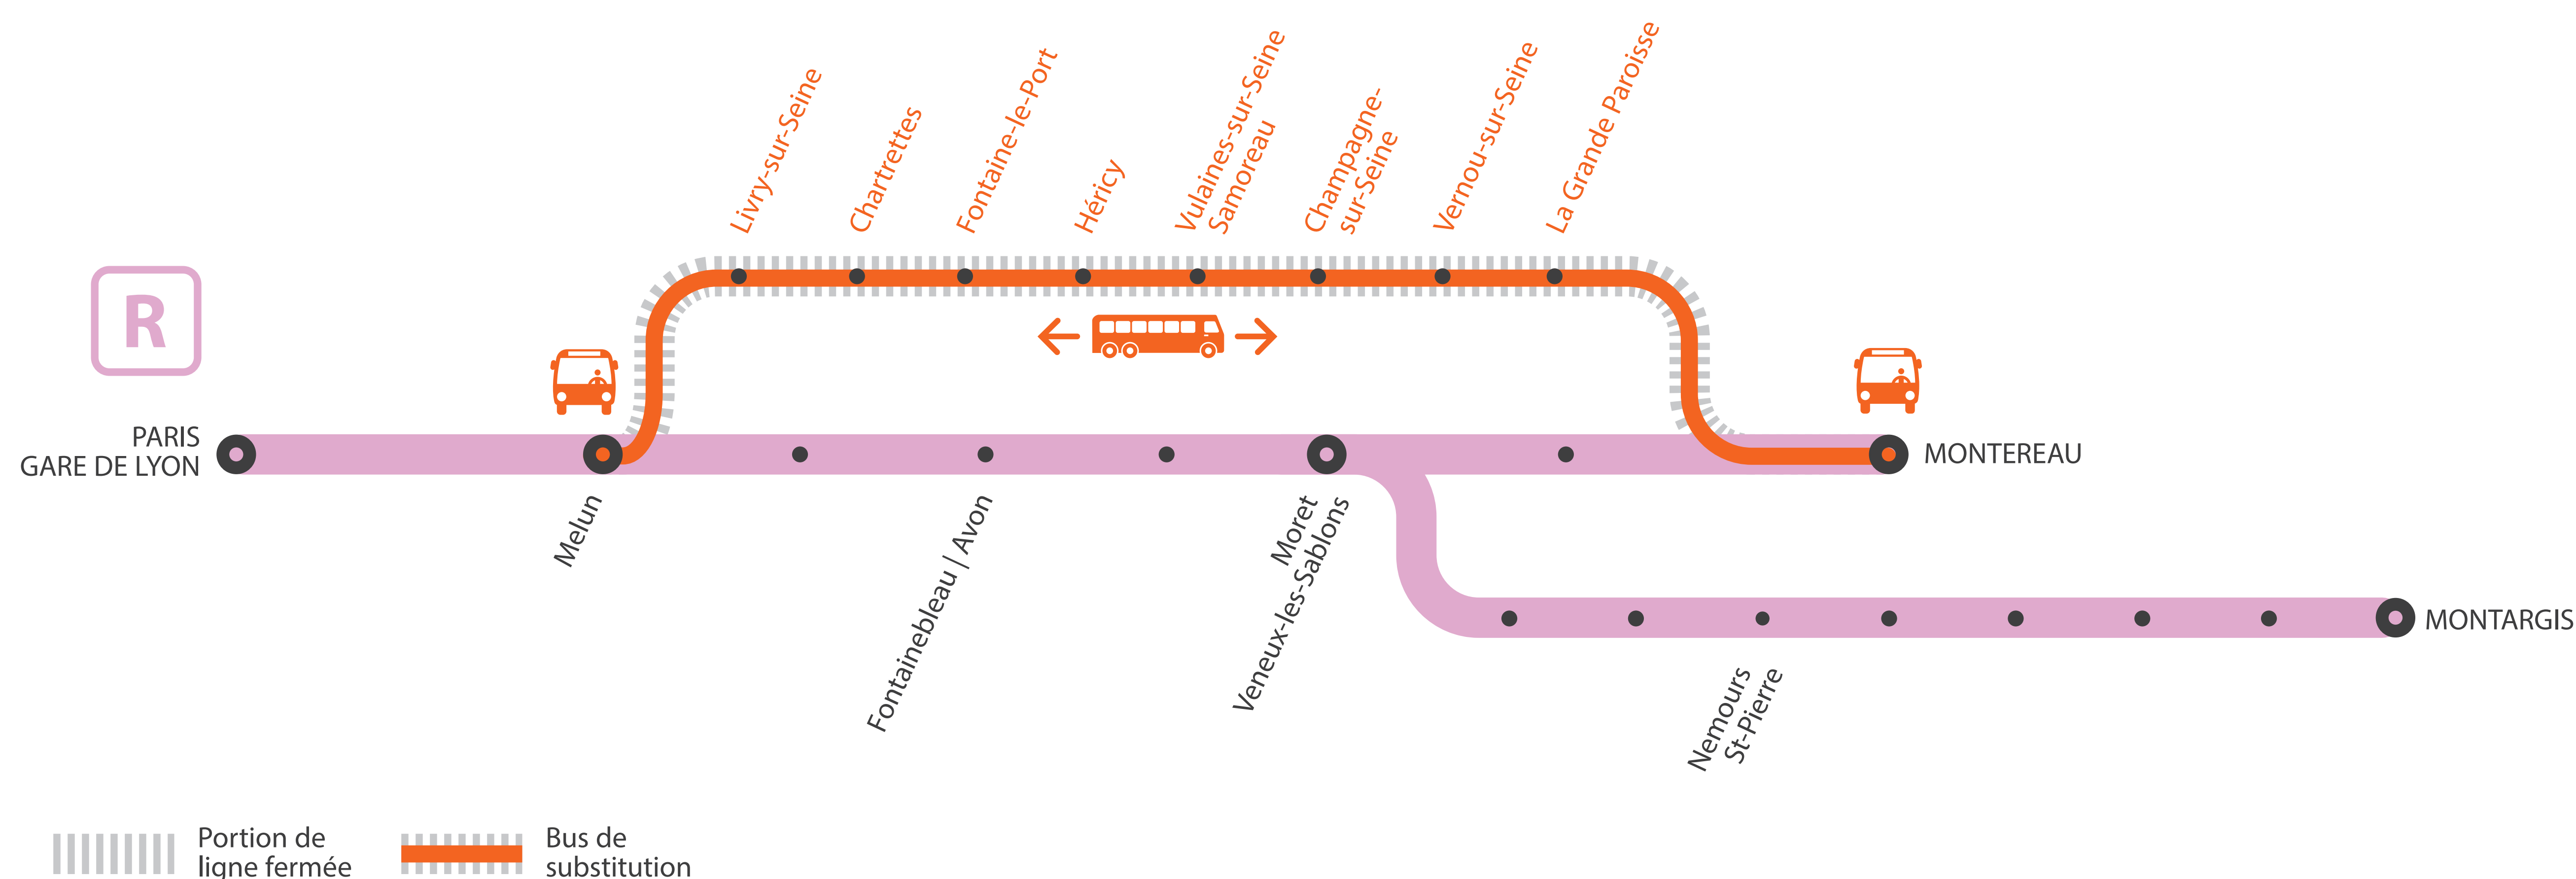 Livry-sur-Seine
Chartrettes
Fontaine-le-Port
Héricy
Vulaines-sur-Seine
Samoreau
Champagne-
sur-Seine
Vernou-sur-Seine
La Grande Paroisse
R
PARIS
GARE DE LYON
MONTEREAU
Melun
Fontainebleau | Avon
Moret
Veneux-les-Sablons
MONTARGIS
Nemours
St-Pierre
Portion de
ligne fermée
Bus de
substitution